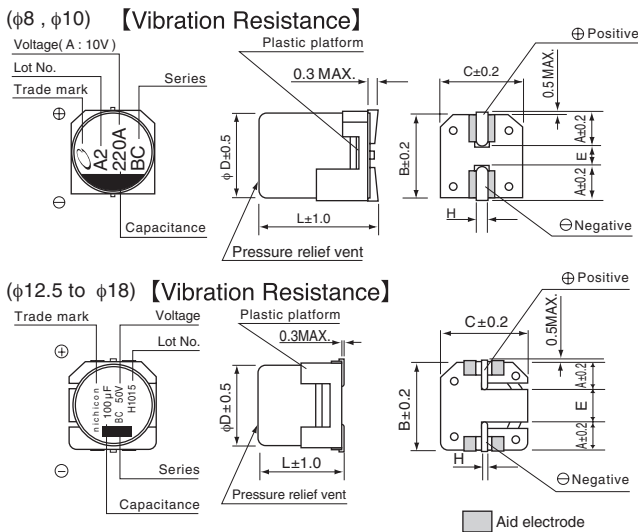 (φ8 , φ10) 【Vibration Resistance】
Voltage( A : 10V )
Lot No.
Trade mark
Series
⊕
⊖
A2
220A
BC
Capacitance
Plastic platform
0.3 MAX.
φD±0.5
L±1.0
Pressure relief vent
⊕ Positive
C±0.2
0.5 MAX.
B±0.2
A±0.2
E
A±0.2
H
⊖ Negative
(φ12.5 to φ18) 【Vibration Resistance】
Trade mark
Voltage
Lot No.
⊕
⊖
nichicon
100μF
BC 50V
H1015
Series
Capacitance
Plastic platform
0.3MAX.
φD±0.5
L±1.0
Pressure relief vent
⊕ Positive
C±0.2
0.5MAX.
B±0.2
A±0.2
E
A±0.2
H
⊖ Negative
Aid electrode